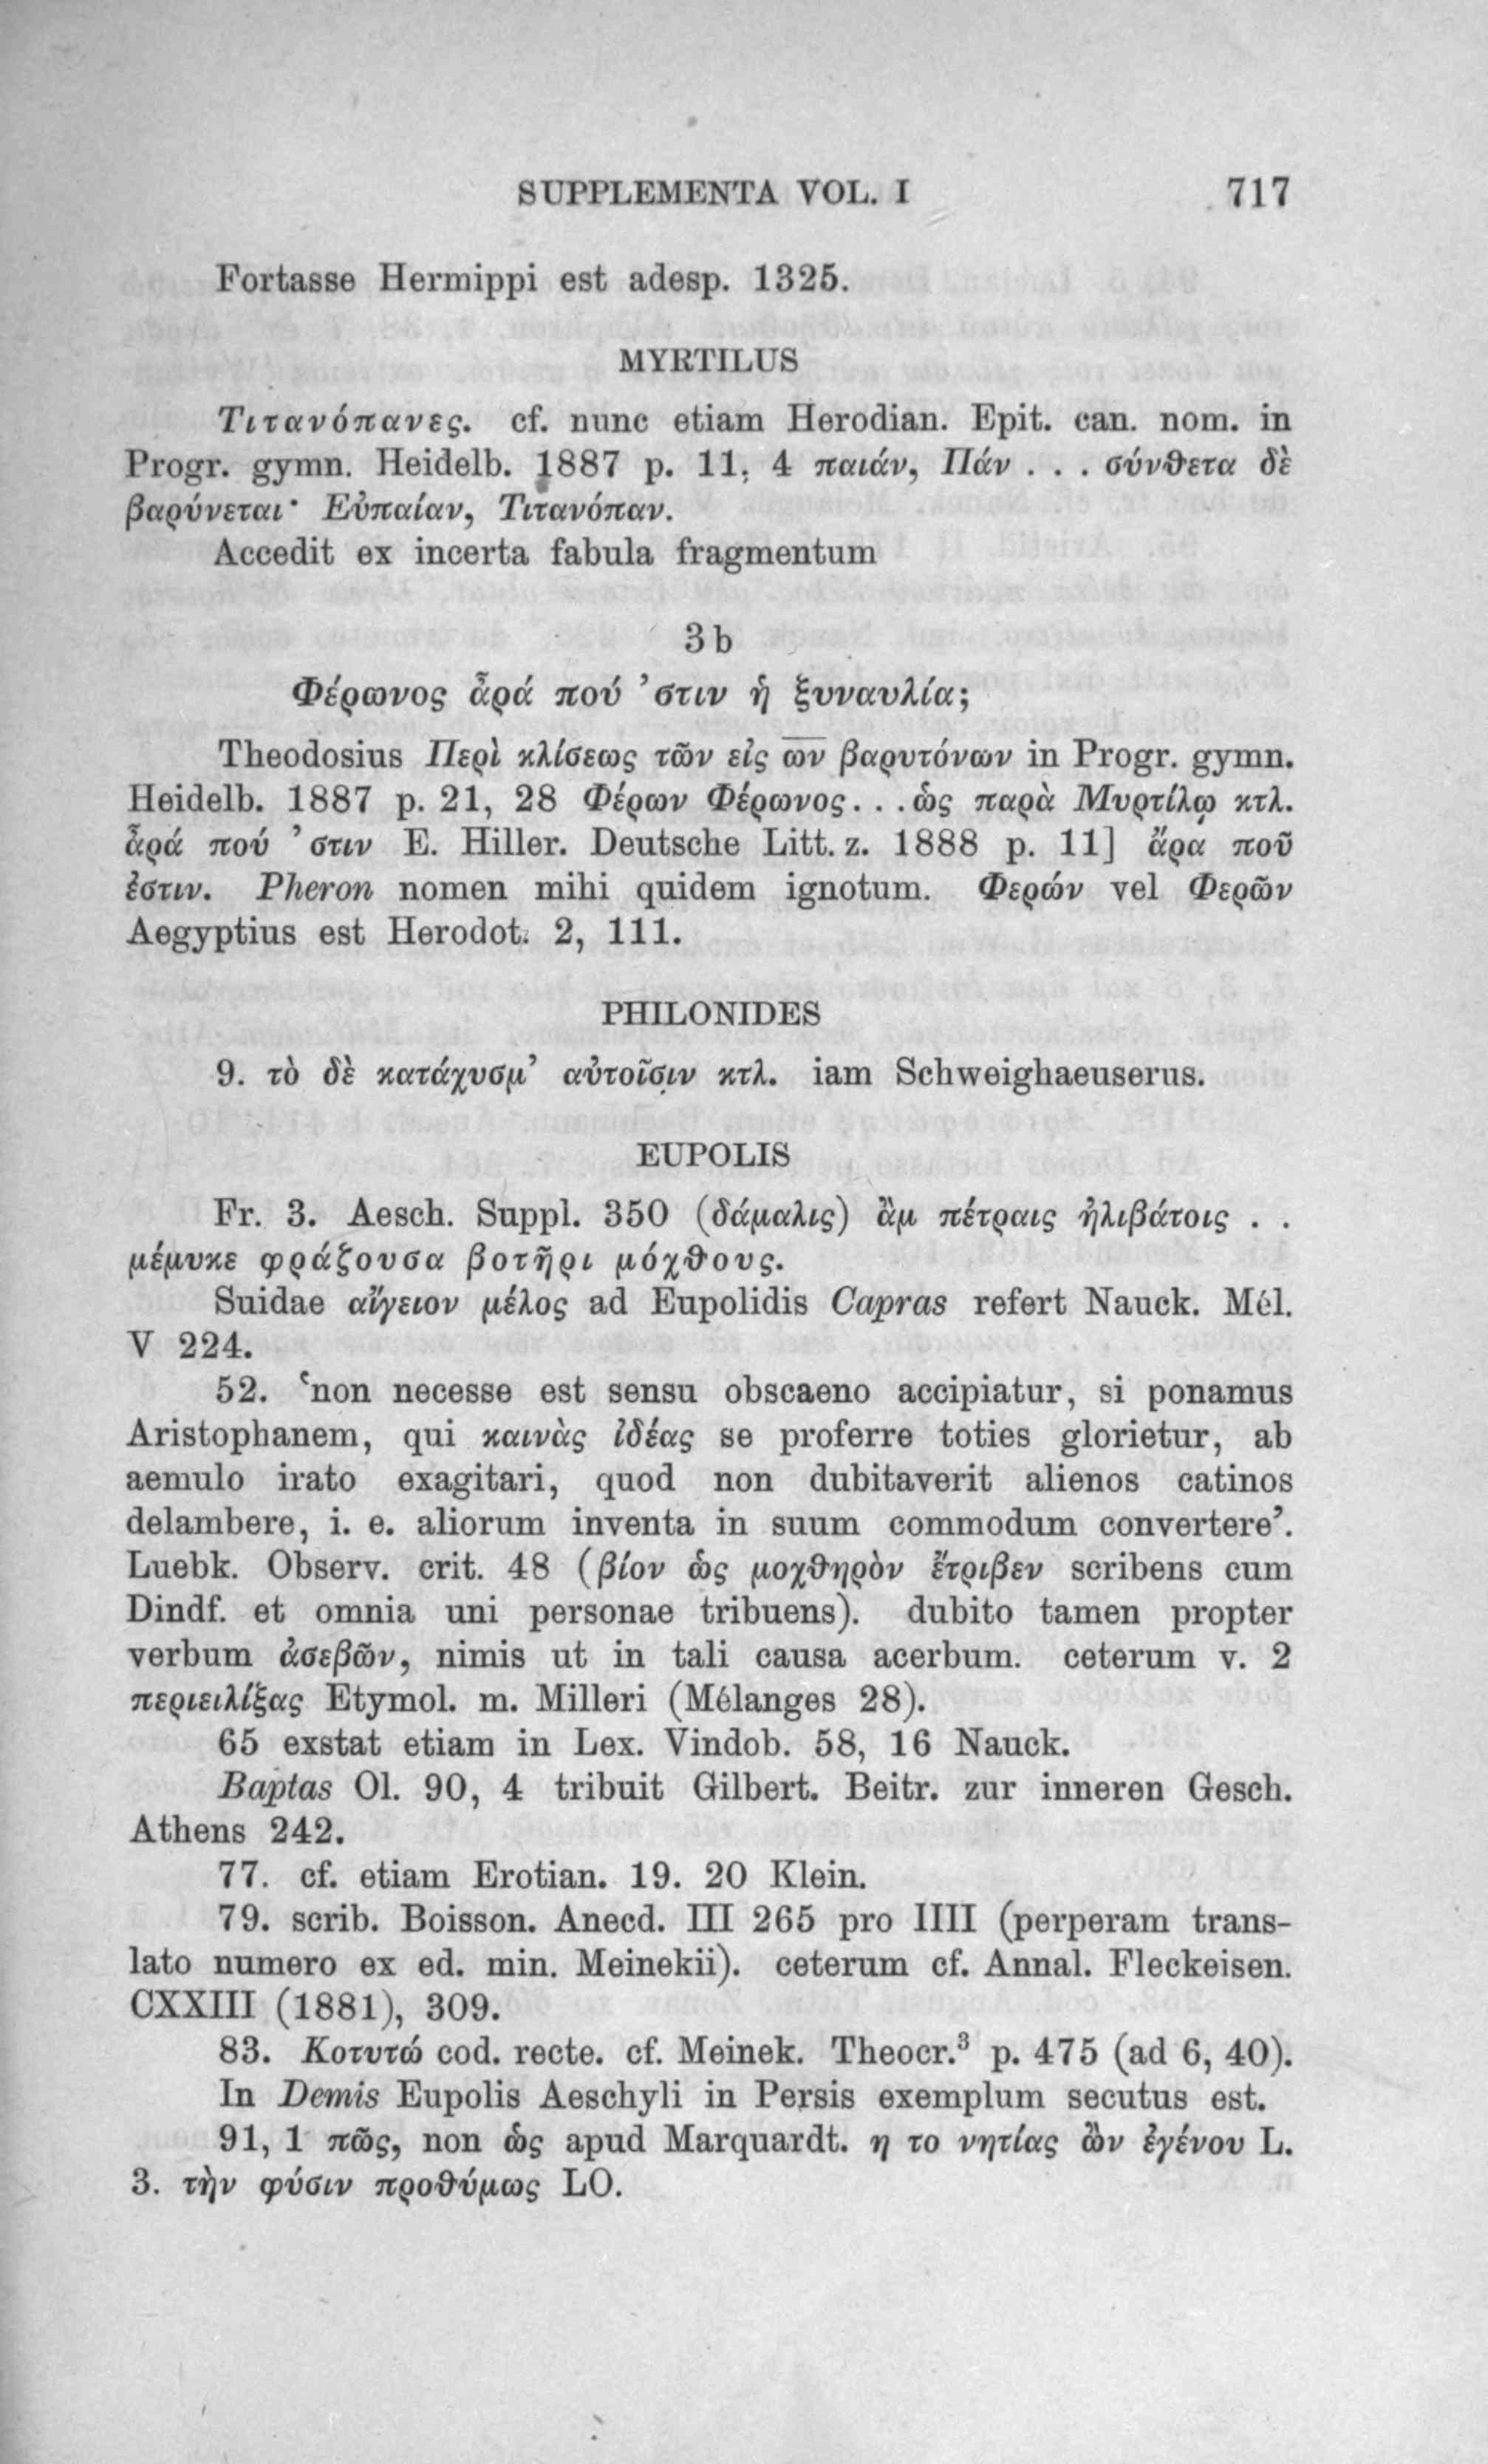 SUPPLEMENTA VOL. I 717
Fortasse Hermippi est adesp. 1325.
MYRTILUS
Τιτανόπανες. cf. nunc etiam Herodian. Epit. can. nom. in
Progr. gymn. Heidelb. 1887 p. 11, 4 παιάν, Πάν . . . σύνθετα δὲ
βαρύνεται· Εὐπαίαν, Τιτανόπαν.
Accedit ex incerta fabula fragmentum
3 b
Φέρωνος ἆρά πού ’στιν ἡ ξυναυλία;
Theodosius Περὶ κλίσεως τῶν εἰς ων βαρυτόνων in Progr. gymn.
Heidelb. 1887 p. 21, 28 Φέρων Φέρωνος . . . ὡς παρὰ Μυρτίλῳ κτλ.
ἆρά πού ’στιν E. Hiller. Deutsche Litt. z. 1888 p. 11] ἄρα ποῦ
ἐστιν. Pheron nomen mihi quidem ignotum. Φερών vel Φερῶν
Aegyptius est Herodot. 2, 111.
PHILONIDES
9. τὸ δὲ κατάχυσμ’ αὐτοῖσιν κτλ. iam Schweighaeuserus.
EUPOLIS
Fr. 3. Aesch. Suppl. 350 (δάμαλις) ἂμ πέτραις ἠλιβάτοις . .
μέμυκε φράζουσα βοτῆρι μόχθους.
Suidae αἴγειον μέλος ad Eupolidis Capras refert Nauck. Mél.
V 224.
52. ‘non necesse est sensu obscaeno accipiatur, si ponamus
Aristophanem, qui καινὰς ἰδέας se proferre toties glorietur, ab
aemulo irato exagitari, quod non dubitaverit alienos catinos
delambere, i. e. aliorum inventa in suum commodum convertere’.
Luebk. Observ. crit. 48 (βίον ὡς μοχθηρὸν ἔτριβεν scribens cum
Dindf. et omnia uni personae tribuens). dubito tamen propter
verbum ἀσεβῶν, nimis ut in tali causa acerbum. ceterum v. 2
περιειλίξας Etymol. m. Milleri (Mélanges 28).
65 exstat etiam in Lex. Vindob. 58, 16 Nauck.
Baptas Ol. 90, 4 tribuit Gilbert. Beitr. zur inneren Gesch.
Athens 242.
77. cf. etiam Erotian. 19. 20 Klein.
79. scrib. Boisson. Anecd. III 265 pro IIII (perperam trans-
lato numero ex ed. min. Meinekii). ceterum cf. Annal. Fleckeisen.
CXXIII (1881), 309.
83. Κοτυτώ cod. recte. cf. Meinek. Theocr.³ p. 475 (ad 6, 40).
In Demis Eupolis Aeschyli in Persis exemplum secutus est.
91, 1 πῶς, non ὡς apud Marquardt. η το νητίας ὢν ἐγένου L.
3. τὴν φύσιν προθύμως LO.